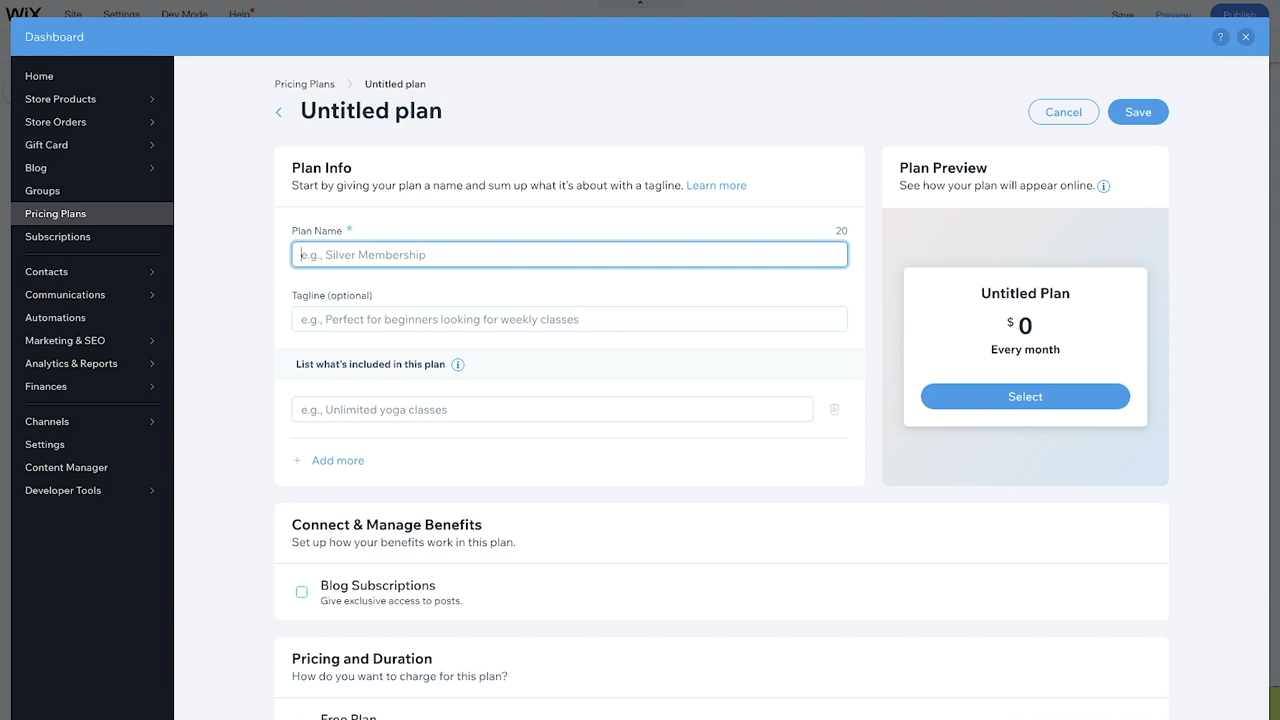 WiX Site Settings Dev Mode Help Save Preview Publish
Dashboard
?
Home
Store Products
Store Orders
Gift Card
Blog
Groups
Pricing Plans
Subscriptions
Contacts
Communications
Automations
Marketing & SEO
Analytics & Reports
Finances
Channels
Settings
Content Manager
Developer Tools
Pricing Plans > Untitled plan
Untitled plan
Cancel
Save
Plan Info
Start by giving your plan a name and sum up what it's about with a tagline. Learn more
Plan Name * 20
e.g., Silver Membership
Tagline (optional)
e.g., Perfect for beginners looking for weekly classes
List what's included in this plan i
e.g., Unlimited yoga classes
+ Add more
Plan Preview
See how your plan will appear online. i
Untitled Plan
$ 0
Every month
Select
Connect & Manage Benefits
Set up how your benefits work in this plan.
Blog Subscriptions
Give exclusive access to posts.
Pricing and Duration
How do you want to charge for this plan?
Free Plan